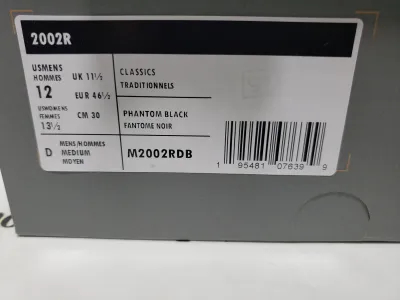 2002R
USMENS
HOMMES
12
UK 11½
EUR 46½
USWOMENS
FEMMES
13½
CM 30
D
MENS/HOMMES
MEDIUM
MOYEN
CLASSICS
TRADITIONNELS
PHANTOM BLACK
FANTOME NOIR
M2002RDB
1 95481 07639 9